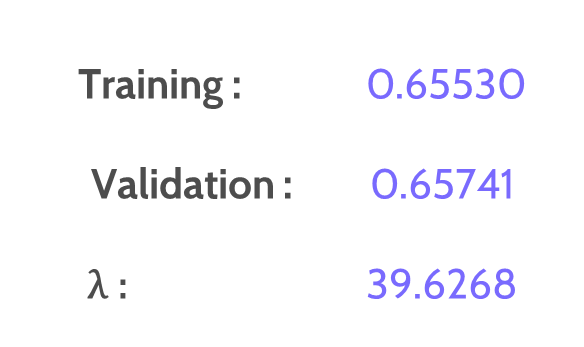 Training : 0.65530
Validation : 0.65741
λ : 39.6268